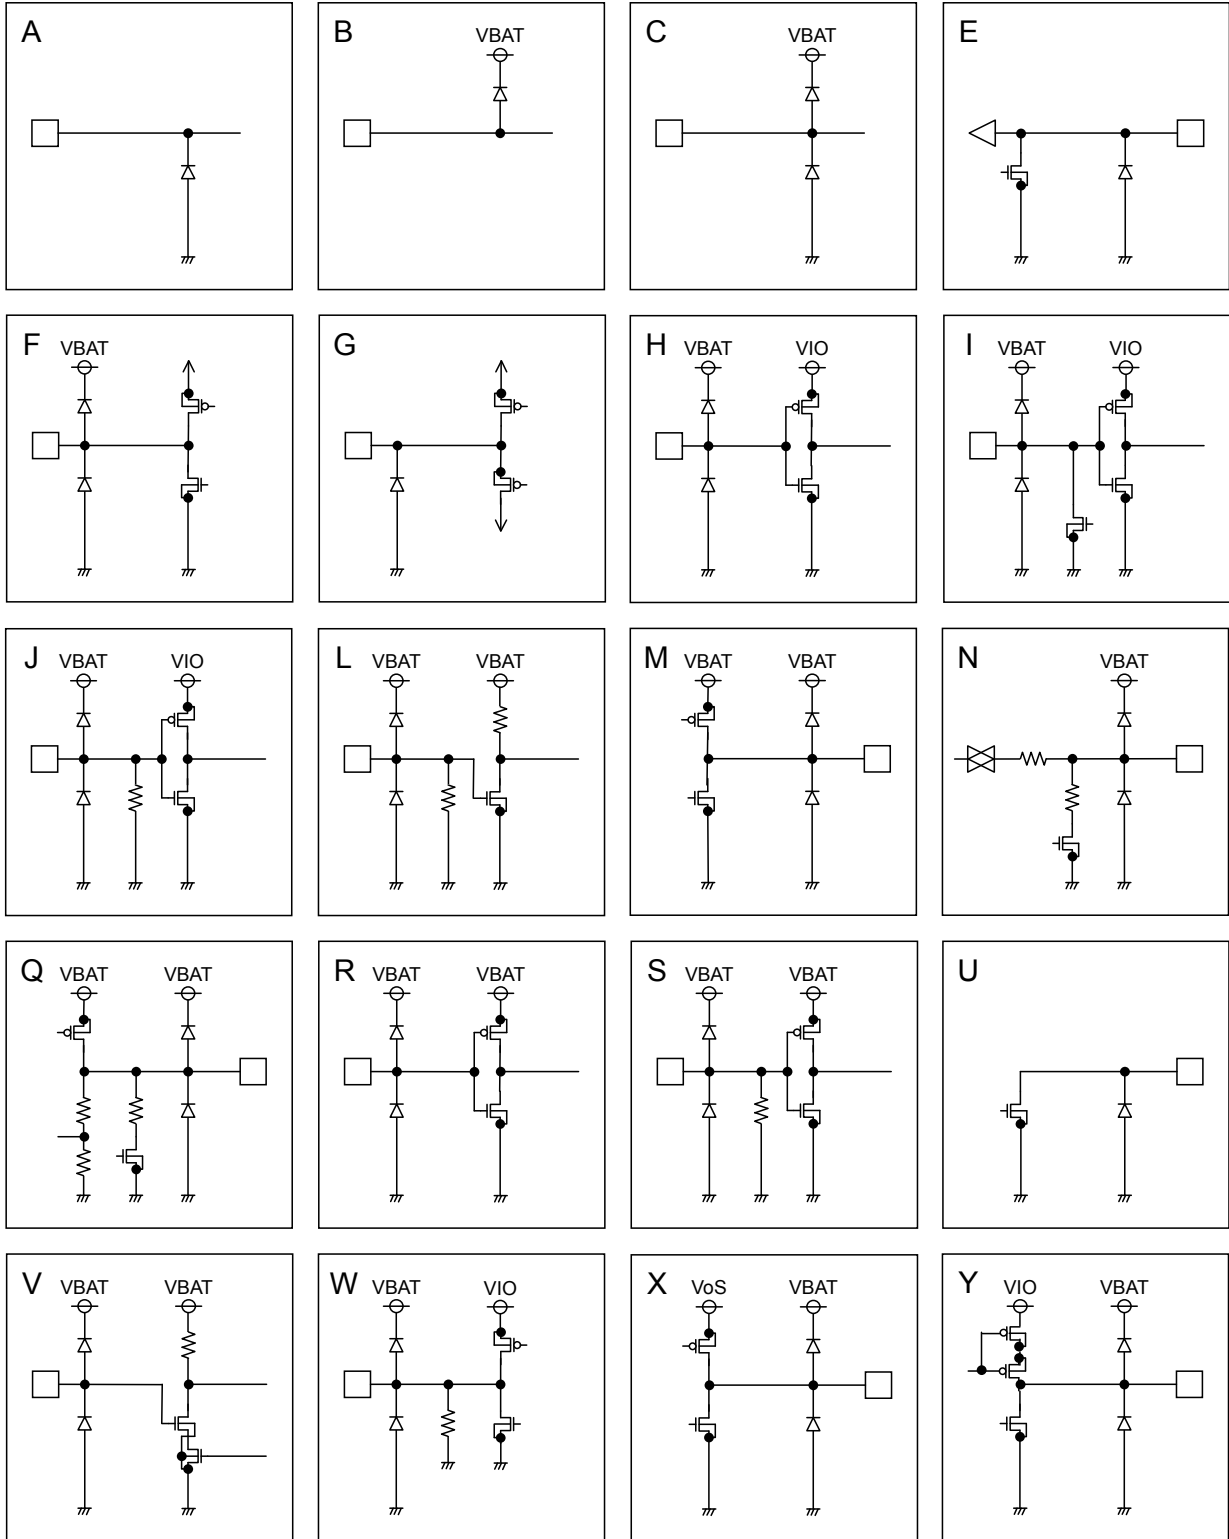 A
B
VBAT
C
VBAT
E
F
VBAT
G
H
VBAT VIO
I
VBAT VIO
J VBAT VIO
L VBAT VBAT
M VBAT VBAT
N
VBAT
Q VBAT VBAT
R VBAT VBAT
S VBAT VBAT
U
V VBAT VBAT
W VBAT VIO
X VoS VBAT
Y
VIO VBAT